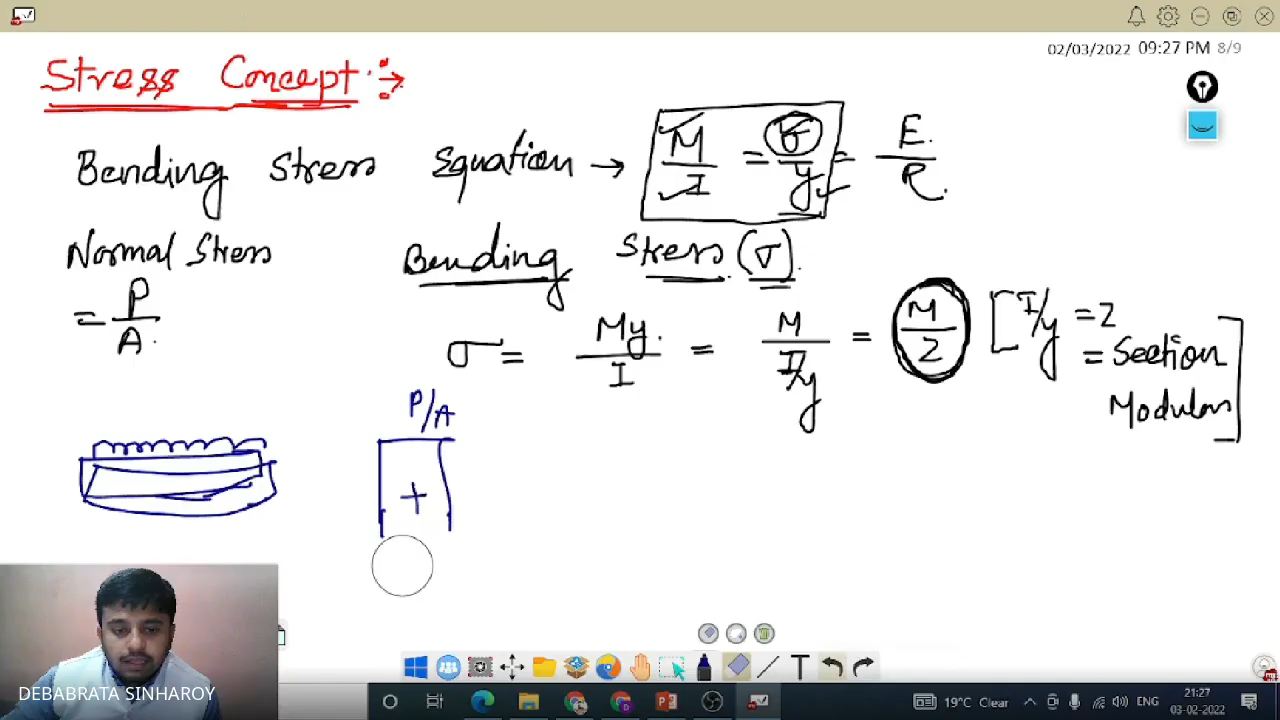 02/03/2022 09:27 PM 8/9
Stress Concept :→
Bending Stress Equation → M/I = σ/y = E/R
Normal Stress
= P/A
Bending Stress (σ)
σ = My/I = M/I/y = M/Z [I/y = Z
= Section
Modulas]
P/A
+
DEBABRATA SINHAROY
T
19°C Clear
ENG
21:27
03-02-2022